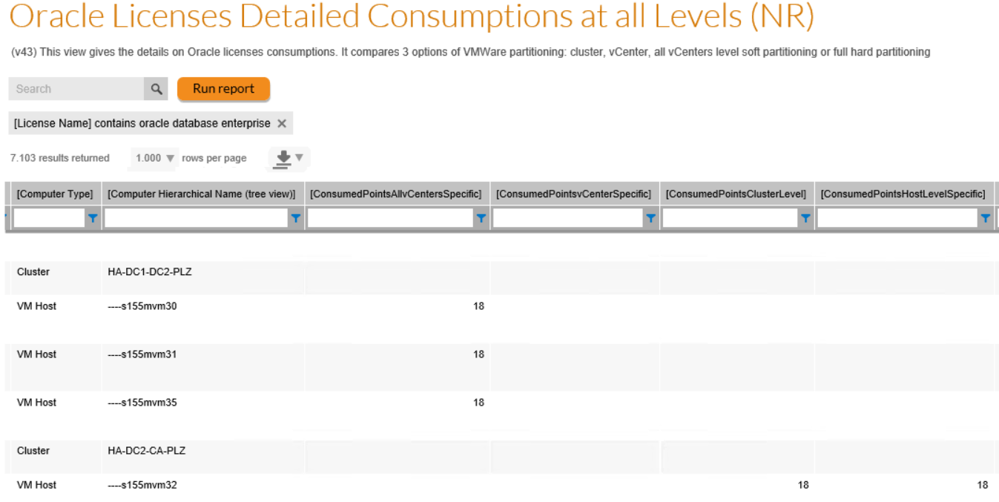 Oracle Licenses Detailed Consumptions at all Levels (NR)
(v43) This view gives the details on Oracle licenses consumptions. It compares 3 options of VMWare partitioning: cluster, vCenter, all vCenters level soft partitioning or full hard partitioning
Search Run report
[License Name] contains oracle database enterprise ×
7.103 results returned 1.000 rows per page
[Computer Type] [Computer Hierarchical Name (tree view)] [ConsumedPointsAllvCentersSpecific] [ConsumedPointsvCenterSpecific] [ConsumedPointsClusterLevel] [ConsumedPointsHostLevelSpecific]
Cluster HA-DC1-DC2-PLZ
VM Host ----s155mvm30 18
VM Host ----s155mvm31 18
VM Host ----s155mvm35 18
Cluster HA-DC2-CA-PLZ
VM Host ----s155mvm32 18 18